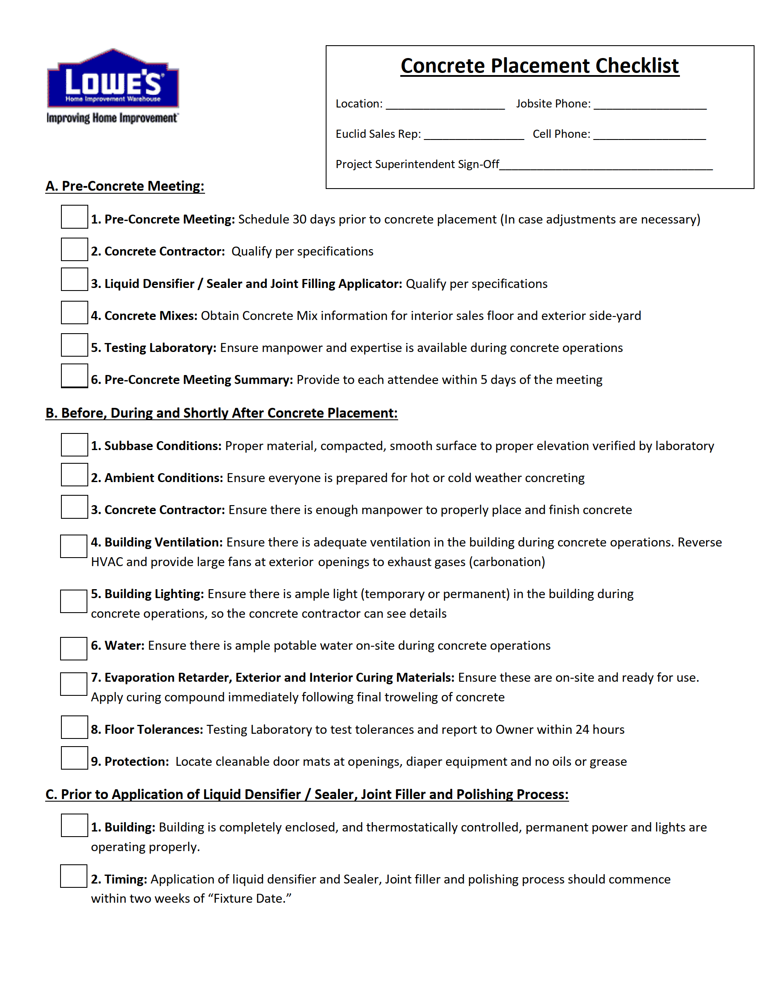 LOWE'S®
Home Improvement Warehouse
Improving Home Improvement™
Concrete Placement Checklist
Location: ___________________ Jobsite Phone: __________________
Euclid Sales Rep: ________________ Cell Phone: __________________
Project Superintendent Sign-Off__________________________________
A. Pre-Concrete Meeting:
1. Pre-Concrete Meeting: Schedule 30 days prior to concrete placement (In case adjustments are necessary)
2. Concrete Contractor: Qualify per specifications
3. Liquid Densifier / Sealer and Joint Filling Applicator: Qualify per specifications
4. Concrete Mixes: Obtain Concrete Mix information for interior sales floor and exterior side-yard
5. Testing Laboratory: Ensure manpower and expertise is available during concrete operations
6. Pre-Concrete Meeting Summary: Provide to each attendee within 5 days of the meeting
B. Before, During and Shortly After Concrete Placement:
1. Subbase Conditions: Proper material, compacted, smooth surface to proper elevation verified by laboratory
2. Ambient Conditions: Ensure everyone is prepared for hot or cold weather concreting
3. Concrete Contractor: Ensure there is enough manpower to properly place and finish concrete
4. Building Ventilation: Ensure there is adequate ventilation in the building during concrete operations. Reverse
HVAC and provide large fans at exterior openings to exhaust gases (carbonation)
5. Building Lighting: Ensure there is ample light (temporary or permanent) in the building during
concrete operations, so the concrete contractor can see details
6. Water: Ensure there is ample potable water on-site during concrete operations
7. Evaporation Retarder, Exterior and Interior Curing Materials: Ensure these are on-site and ready for use.
Apply curing compound immediately following final troweling of concrete
8. Floor Tolerances: Testing Laboratory to test tolerances and report to Owner within 24 hours
9. Protection: Locate cleanable door mats at openings, diaper equipment and no oils or grease
C. Prior to Application of Liquid Densifier / Sealer, Joint Filler and Polishing Process:
1. Building: Building is completely enclosed, and thermostatically controlled, permanent power and lights are
operating properly.
2. Timing: Application of liquid densifier and Sealer, Joint filler and polishing process should commence
within two weeks of “Fixture Date.”